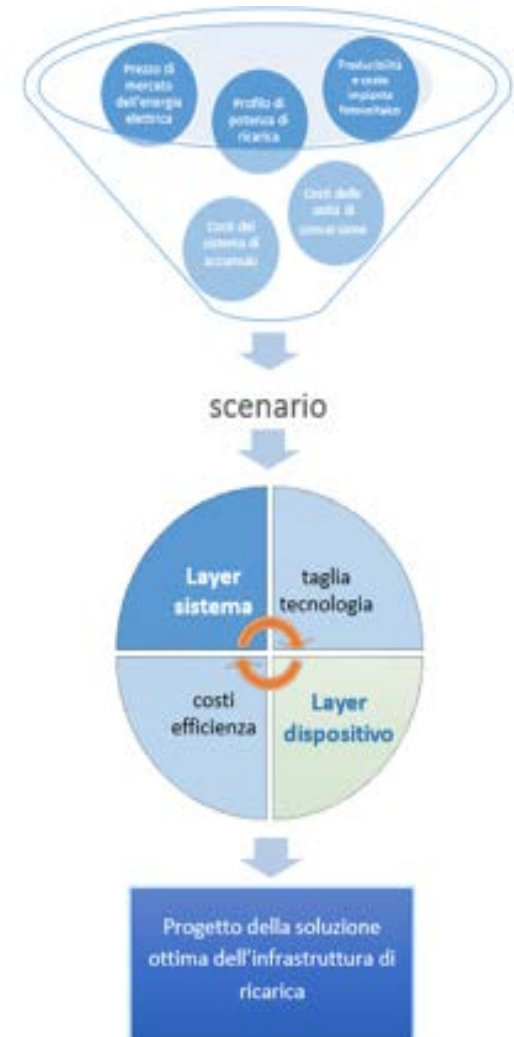 Prezzo di
mercato
dell'energia
elettrica
Profilo di
potenza di
ricarica
Producibilità
e costo
impianto
fotovoltaico
Costi del
sistema di
accumulo
Costi delle
unità di
conversione
scenario
Layer
sistema
taglia
tecnologia
costi
efficienza
Layer
dispositivo
Progetto della soluzione
ottima dell'infrastruttura di
ricarica